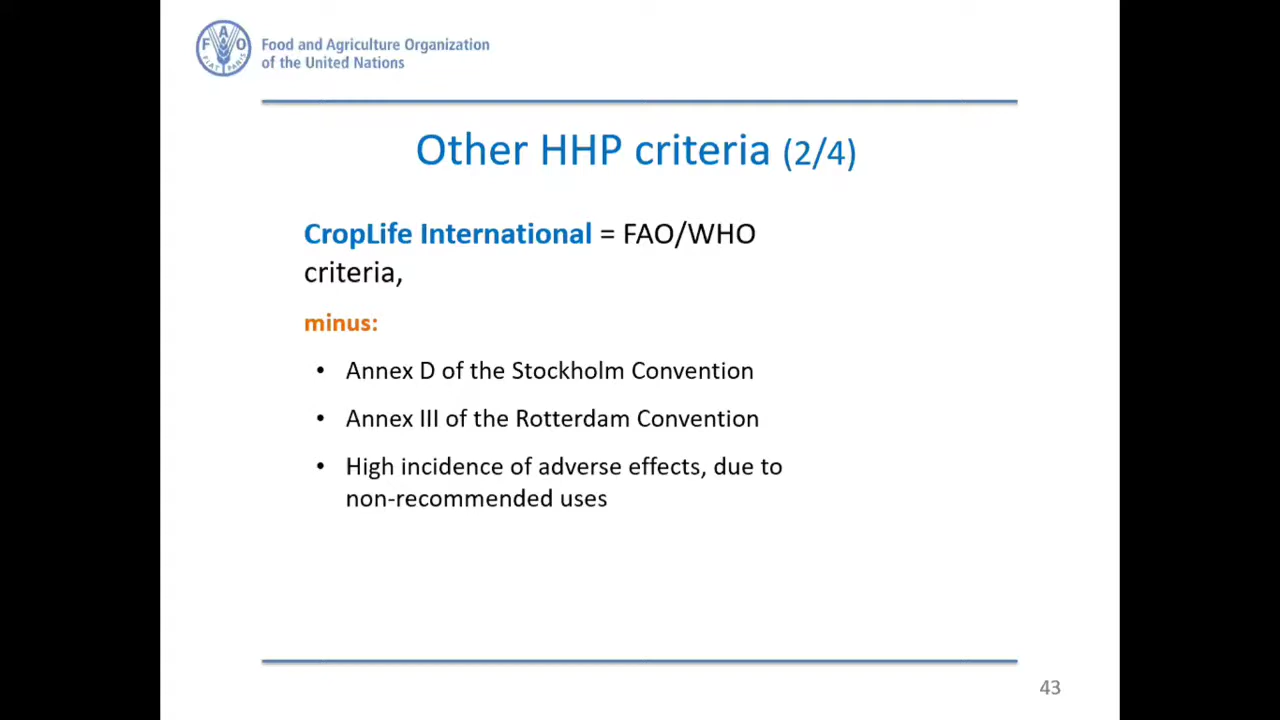 Food and Agriculture Organization
of the United Nations
F A O
FIAT PANIS
Other HHP criteria (2/4)
CropLife International = FAO/WHO
criteria,
minus:
• Annex D of the Stockholm Convention
• Annex III of the Rotterdam Convention
• High incidence of adverse effects, due to
non-recommended uses
43